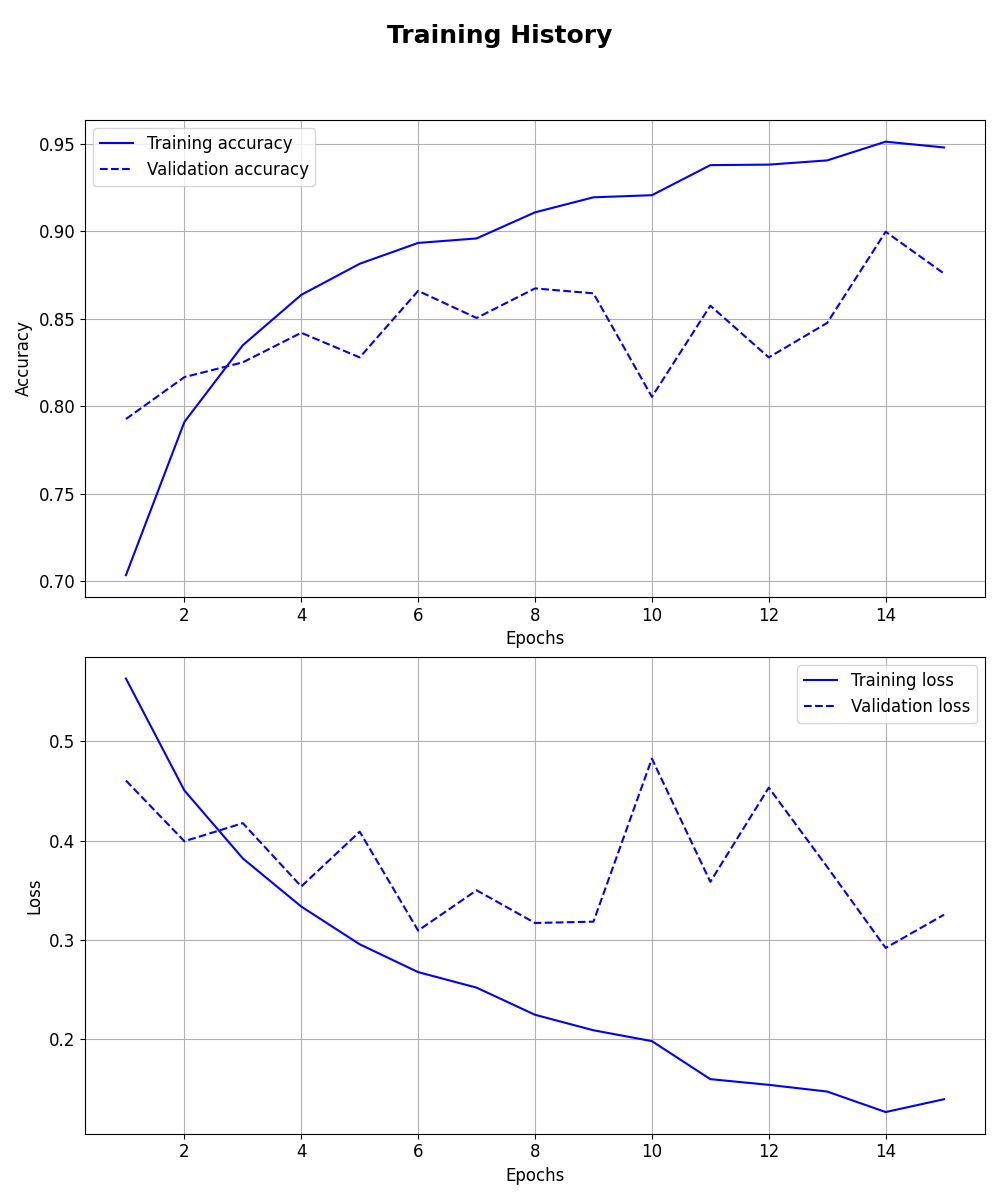 Training History
Training accuracy
Validation accuracy
0.95
0.90
0.85
0.80
0.75
0.70
Accuracy
2 4 6 8 10 12 14
Epochs
Training loss
Validation loss
0.5
0.4
0.3
0.2
Loss
2 4 6 8 10 12 14
Epochs